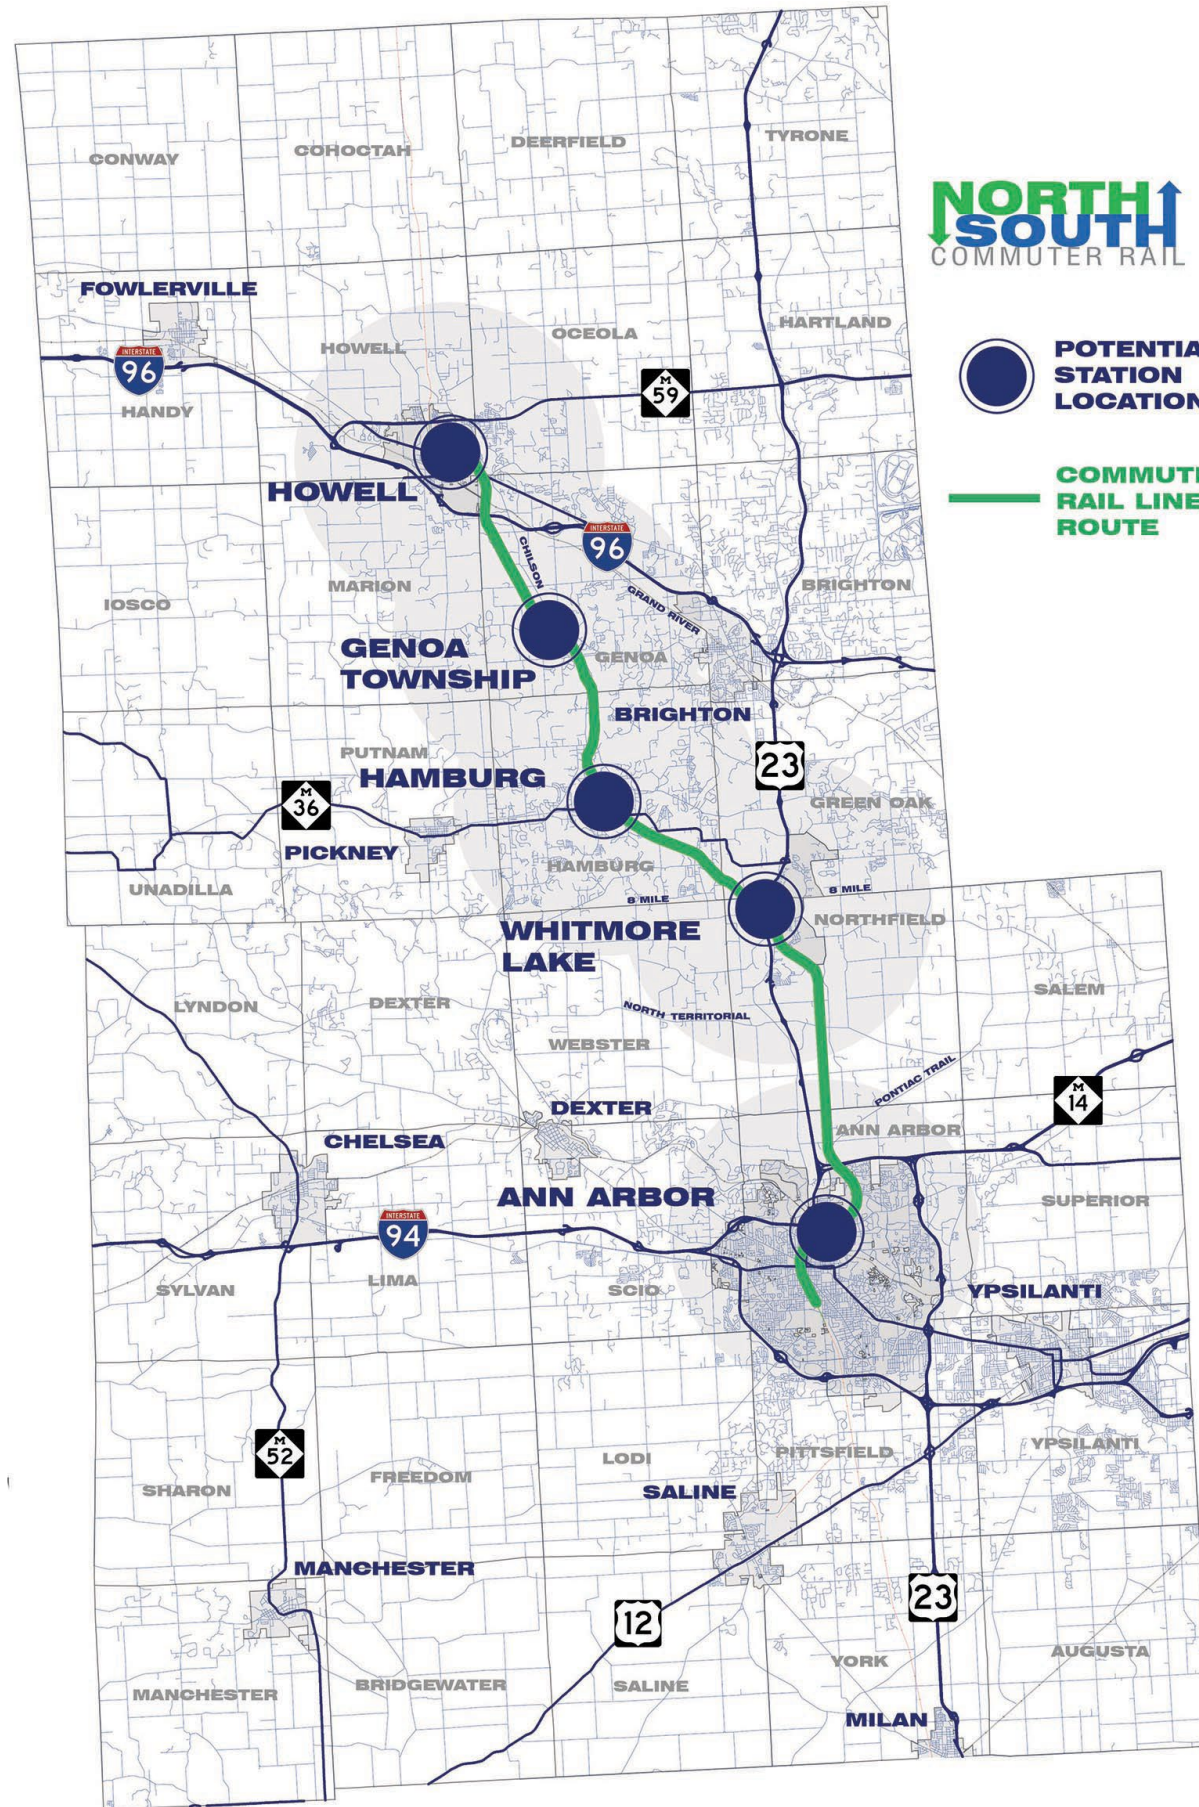 TYRONE
DEERFIELD
COHOCTAH
CONWAY
NORTH
SOUTH
COMMUTER RAIL
FOWLERVILLE
HARTLAND
OCEOLA
HOWELL
POTENTIA
STATION
LOCATION
INTERSTATE
96
M
59
HANDY
HOWELL
COMMUT
RAIL LINE
ROUTE
INTERSTATE
96
CHILSON
MARION
BRIGHTON
IOSCO
GRAND RIVER
GENOA
TOWNSHIP
GENOA
BRIGHTON
PUTNAM
HAMBURG
23
M
36
GREEN OAK
PICKNEY
HAMBURG
UNADILLA
8 MILE
8 MILE
WHITMORE
LAKE
NORTHFIELD
SALEM
LYNDON
DEXTER
NORTH TERRITORIAL
WEBSTER
PONTIAC TRAIL
M
14
DEXTER
ANN ARBOR
CHELSEA
ANN ARBOR
SUPERIOR
INTERSTATE
94
SYLVAN
LIMA
SCIO
YPSILANTI
M
52
LODI
PITTSFIELD
YPSILANTI
FREEDOM
SHARON
SALINE
MANCHESTER
23
12
AUGUSTA
YORK
BRIDGEWATER
SALINE
MANCHESTER
MILAN